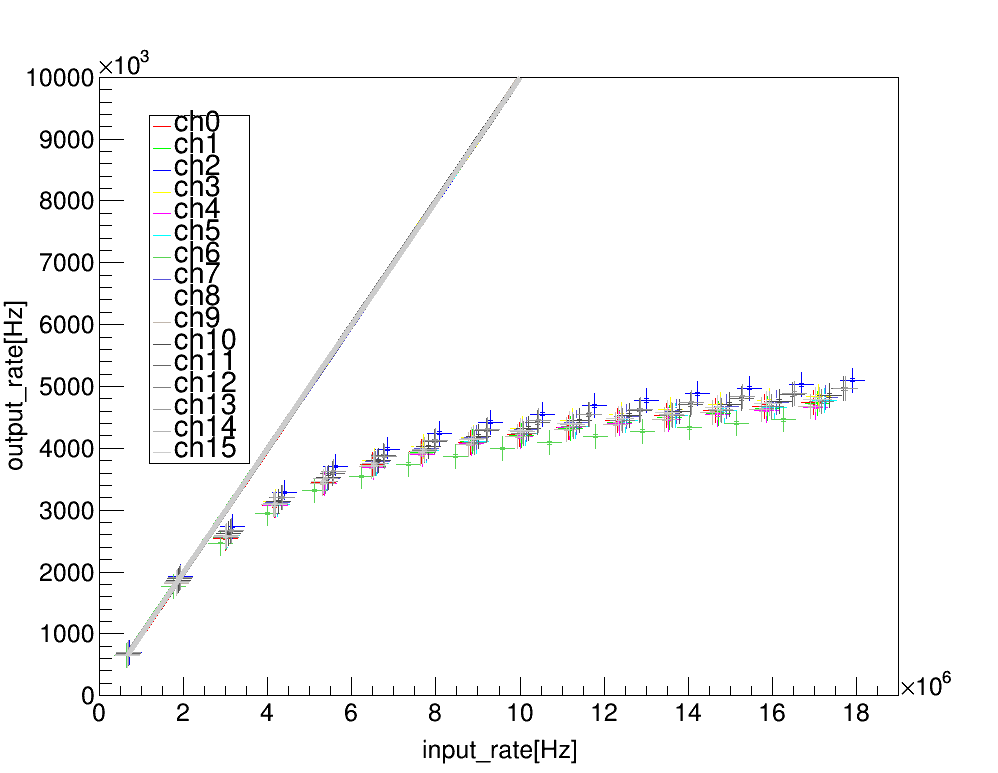 ×10³
10000
9000
8000
7000
6000
5000
4000
3000
2000
1000
0
output_rate[Hz]
ch0
ch1
ch2
ch3
ch4
ch5
ch6
ch7
ch8
ch9
ch10
ch11
ch12
ch13
ch14
ch15
0 2 4 6 8 10 12 14 16 18
×10⁶
input_rate[Hz]